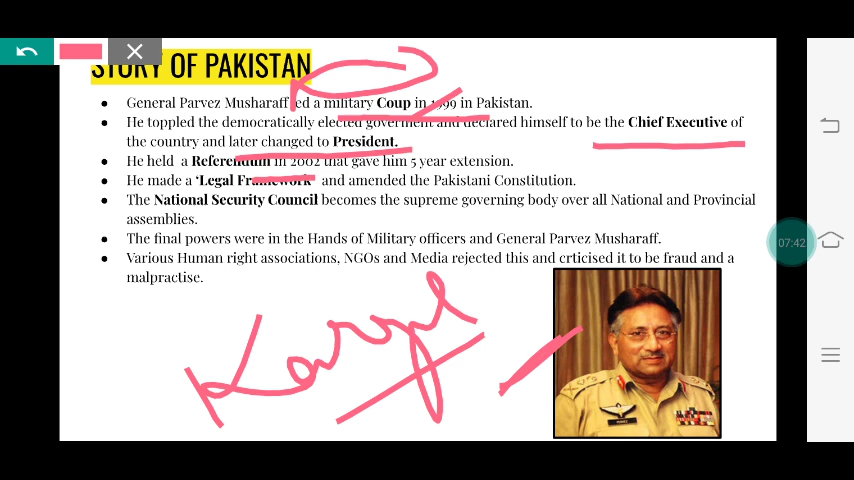 STORY OF PAKISTAN
General Parvez Musharaff led a military Coup in 1999 in Pakistan.
He toppled the democratically elected goverment and declared himself to be the Chief Executive of
the country and later changed to President.
He held a Referendum in 2002 that gave him 5 year extension.
He made a ‘Legal Framework’ and amended the Pakistani Constitution.
The National Security Council becomes the supreme governing body over all National and Provincial
assemblies.
The final powers were in the Hands of Military officers and General Parvez Musharaff.
Various Human right associations, NGOs and Media rejected this and crticised it to be fraud and a
malpractise.
Kargil
07:42